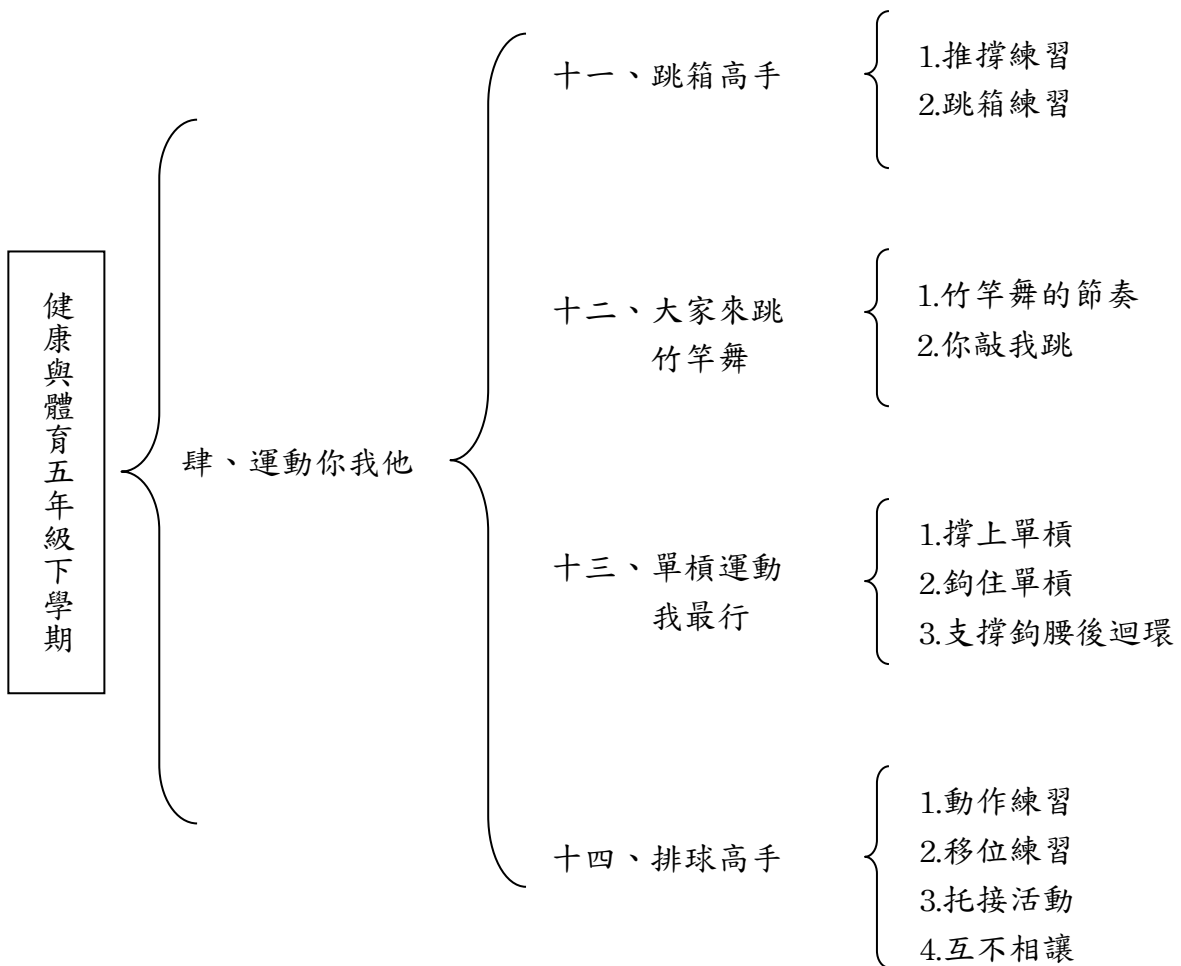 健康與體育五年級下學期
肆、運動你我他
十一、跳箱高手
1.推撐練習
2.跳箱練習
十二、大家來跳
竹竿舞
1.竹竿舞的節奏
2.你敲我跳
十三、單槓運動
我最行
1.撐上單槓
2.鉤住單槓
3.支撐鉤腰後迴環
十四、排球高手
1.動作練習
2.移位練習
3.托接活動
4.互不相讓